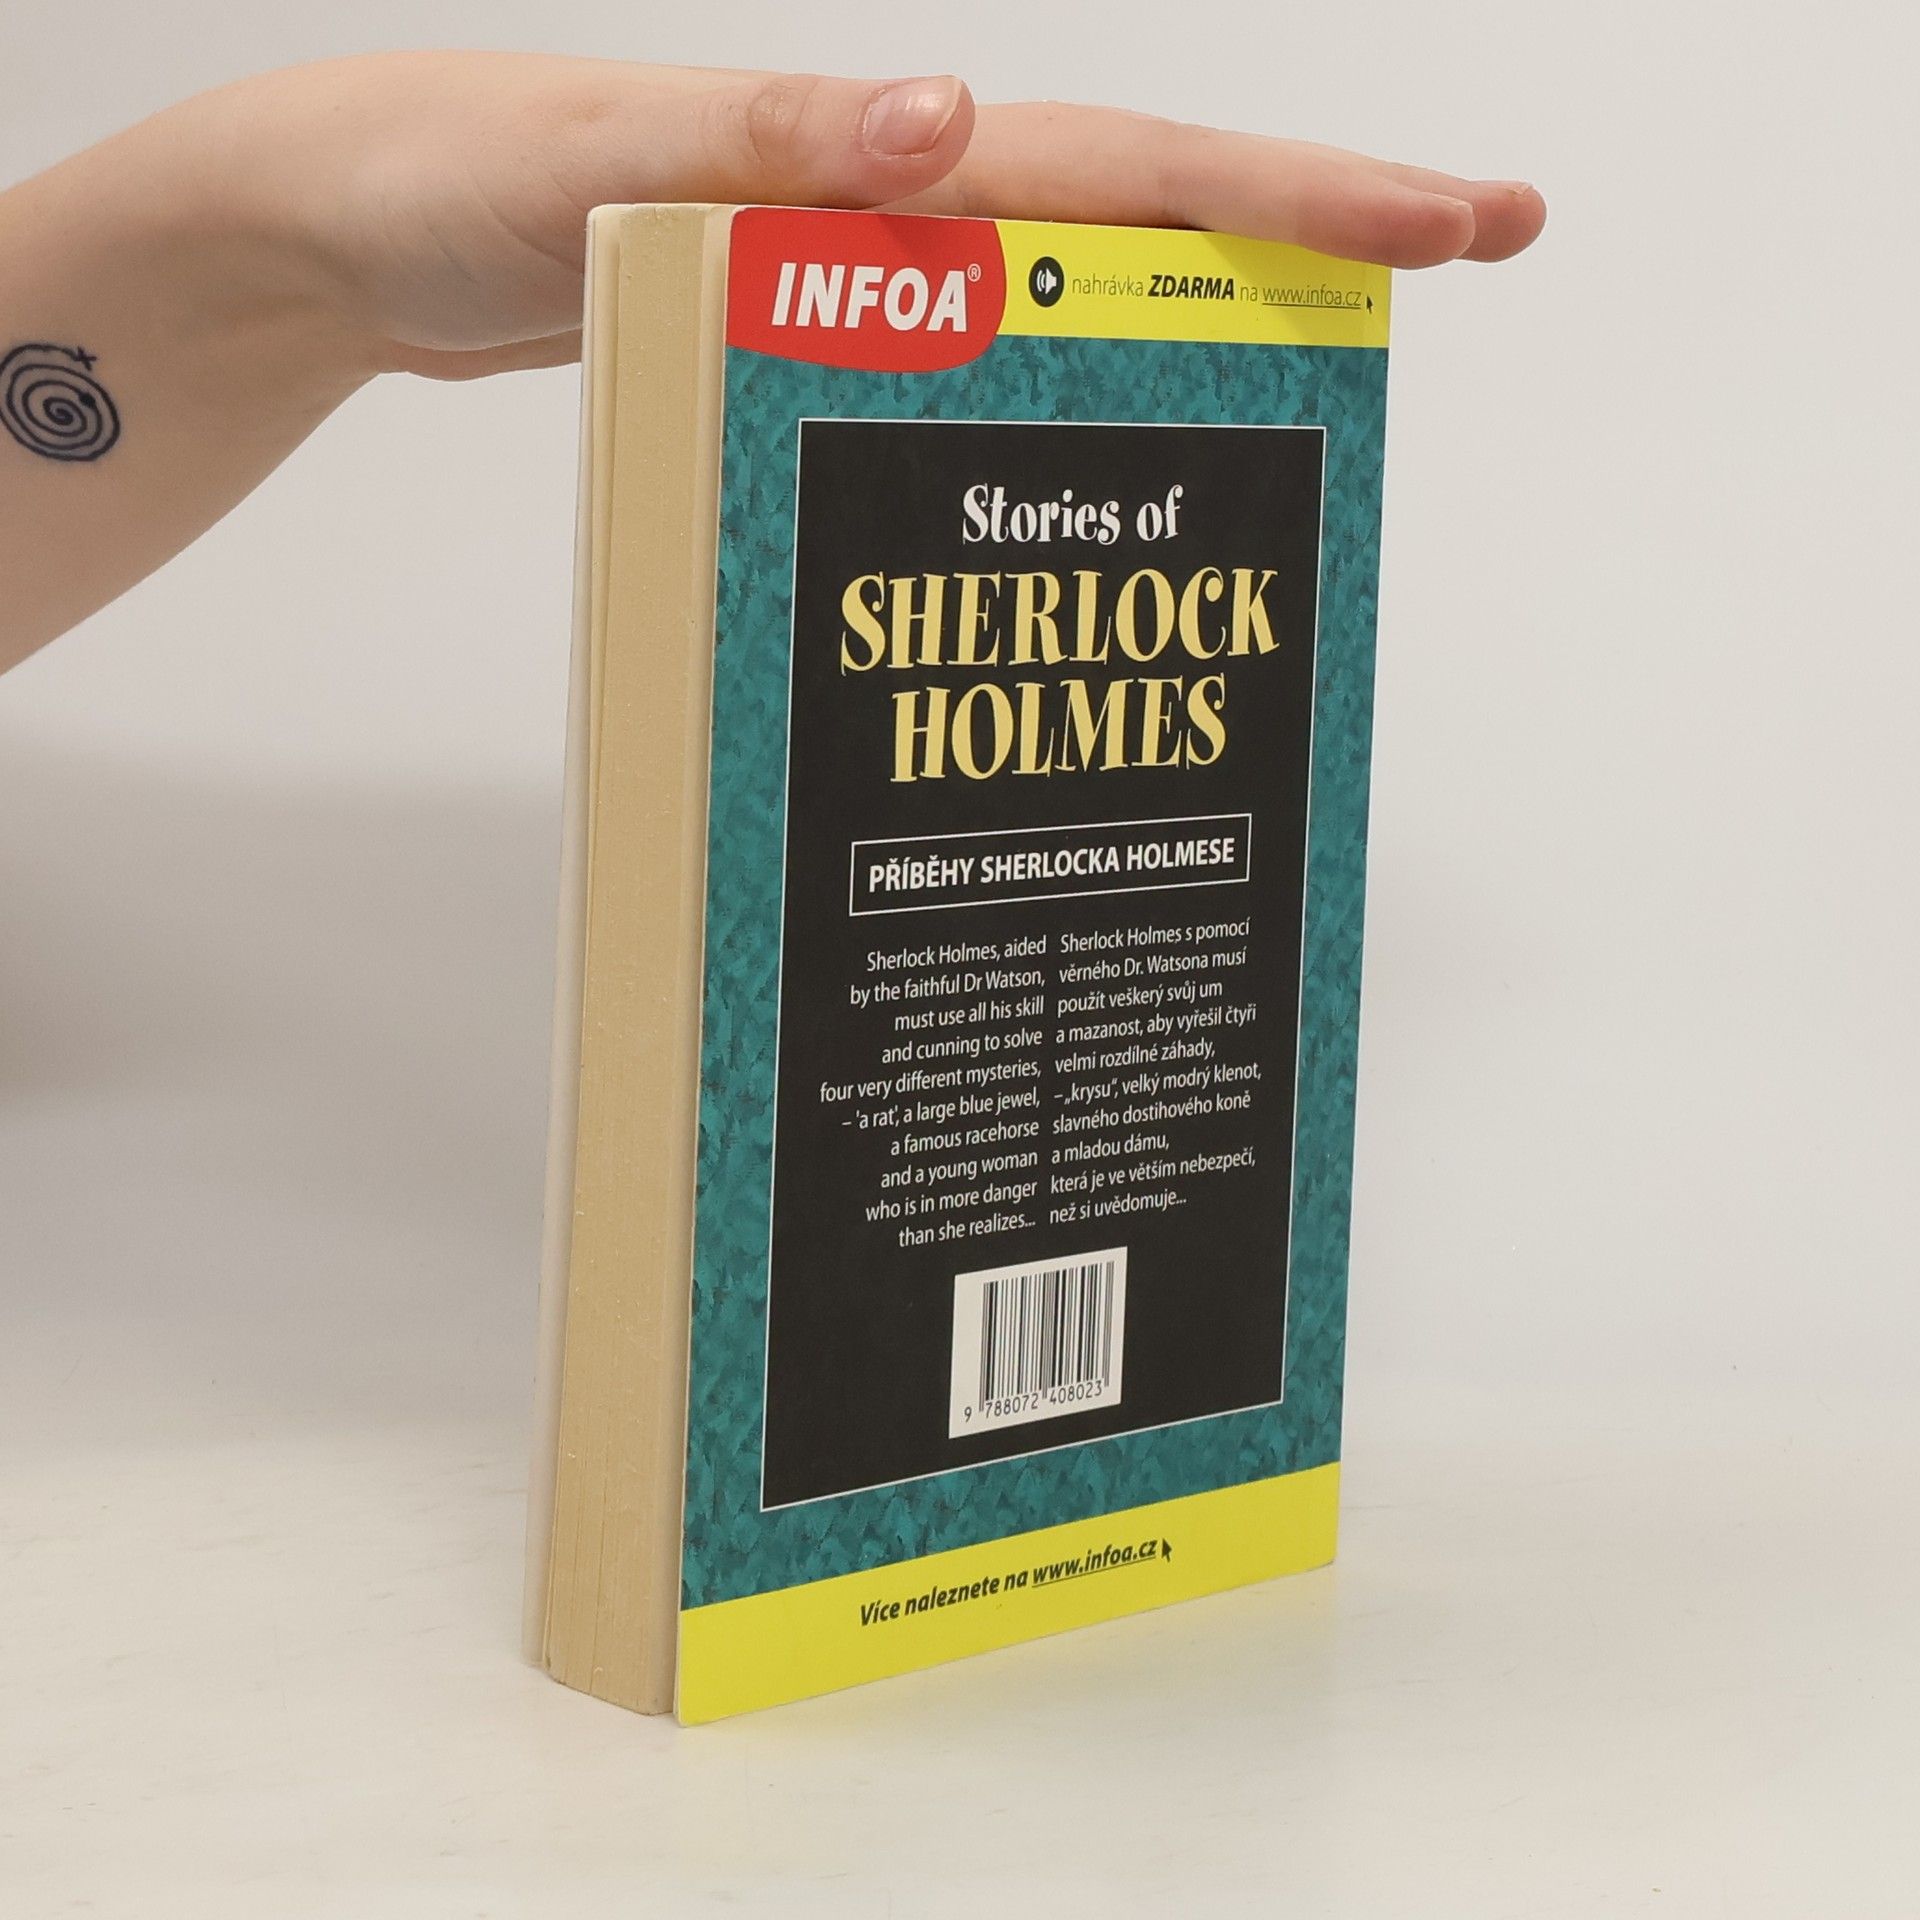 INFOA®
nahrávka ZDARMA na www.infoa.cz
Stories of
SHERLOCK
HOLMES
PŘÍBĚHY SHERLOCKA HOLMESE
Sherlock Holmes, aided
by the faithful Dr Watson,
must use all his skill
and cunning to solve
four very different mysteries,
– 'a rat', a large blue jewel,
a famous racehorse
and a young woman
who is in more danger
than she realizes...
Sherlock Holmes s pomocí
věrného Dr. Watsona musí
použít veškerý svůj um
a mazanost, aby vyřešil čtyři
velmi rozdílné záhady,
– „krysu“, velký modrý klenot,
slavného dostihového koně
a mladou dámu,
která je ve větším nebezpečí,
než si uvědomuje...
9 788072 408023
Více naleznete na www.infoa.cz